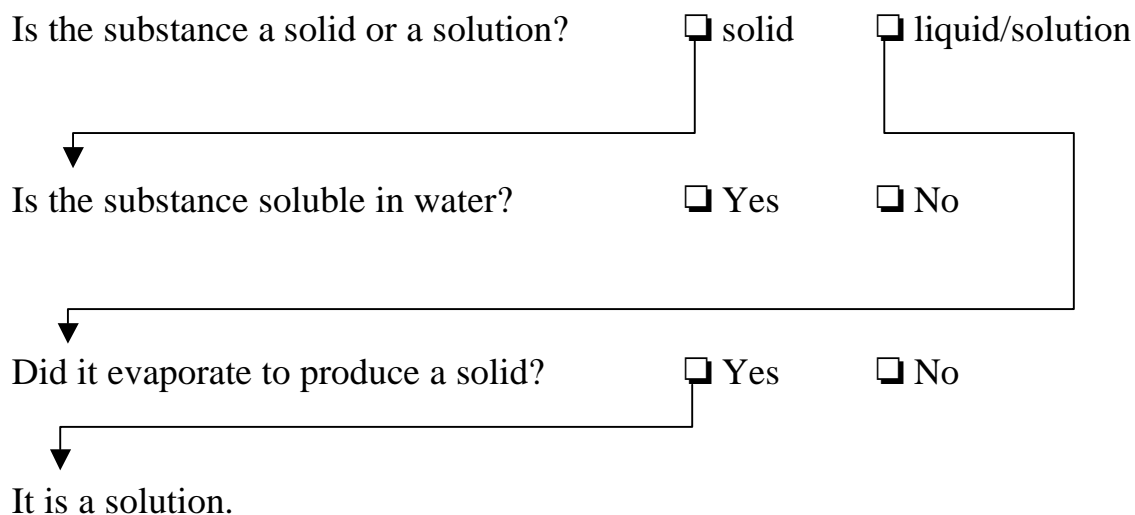 Is the substance a solid or a solution? ❑ solid ❑ liquid/solution
Is the substance soluble in water? ❑ Yes ❑ No
Did it evaporate to produce a solid? ❑ Yes ❑ No
It is a solution.